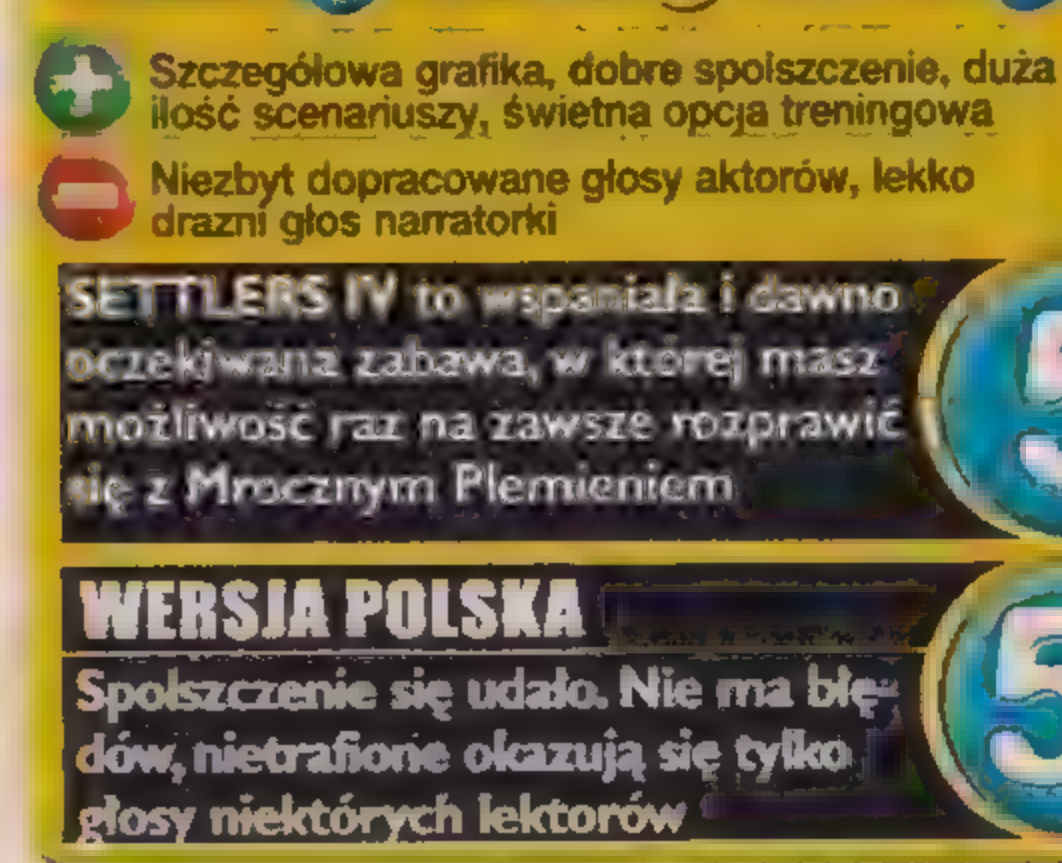 Szczegółowa grafika, dobre spolszczenie, duża
ilość scenariuszy, świetna opcja treningowa
Niezbyt dopracowane głosy aktorów, lekko
drazni głos narratorki
SETTLERS IV to wspaniała i dawno
oczekiwana zabawa, w której masz
możliwość raz na zawsze rozprawić
się z Mrocznym Plemieniem
WERSJA POLSKA
Spolszczenie się udało. Nie ma błę-
dów, nietrafione okazują się tylko
głosy niektórych lektorów
5